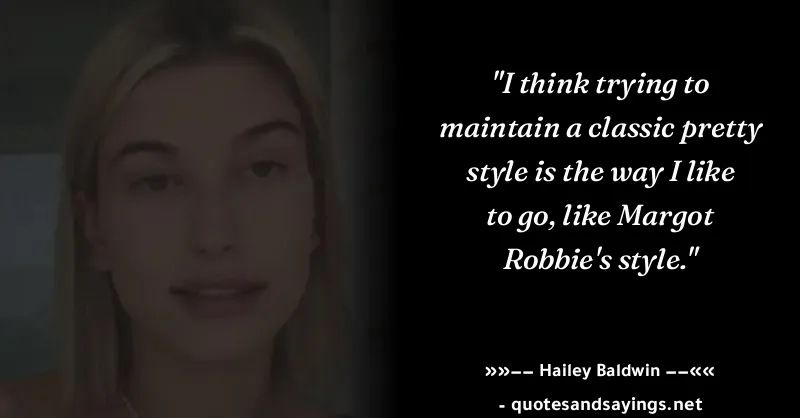 "I think trying to
maintain a classic pretty
style is the way I like
to go, like Margot
Robbie's style."
»»−− Hailey Baldwin −−««
- quotesandsayings.net